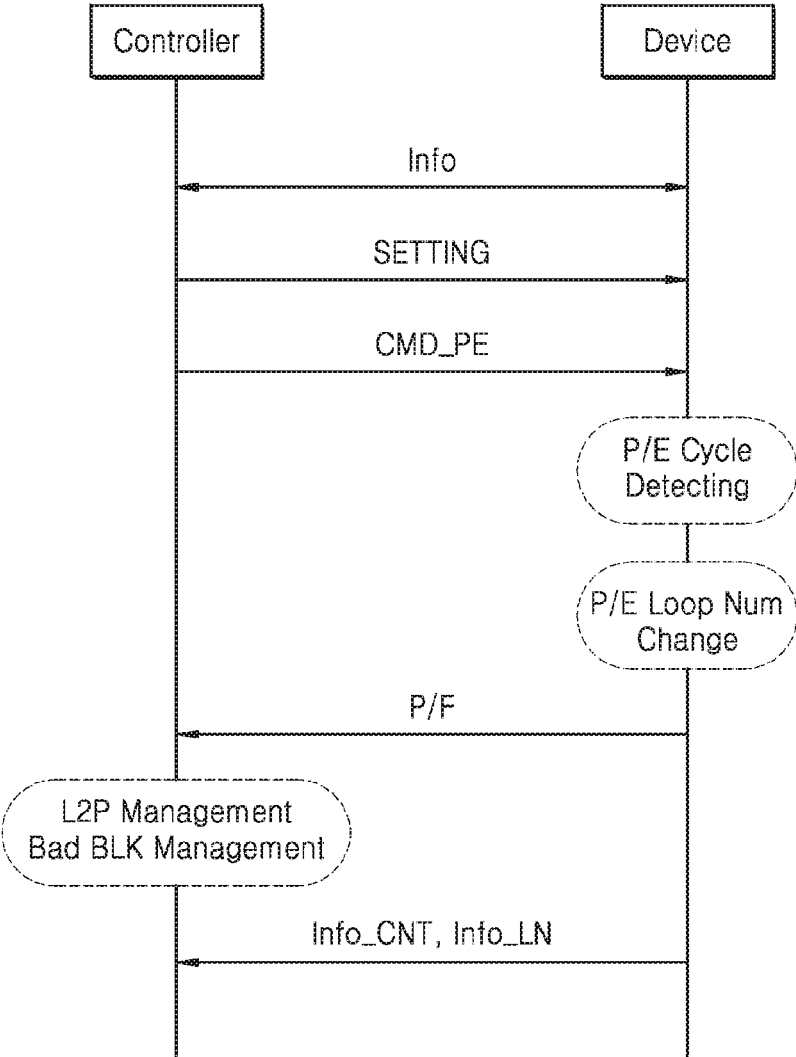 Controller
Device
Info
SETTING
CMD_PE
P/E Cycle
Detecting
P/E Loop Num
Change
P/F
L2P Management
Bad BLK Management
Info_CNT, Info_LN